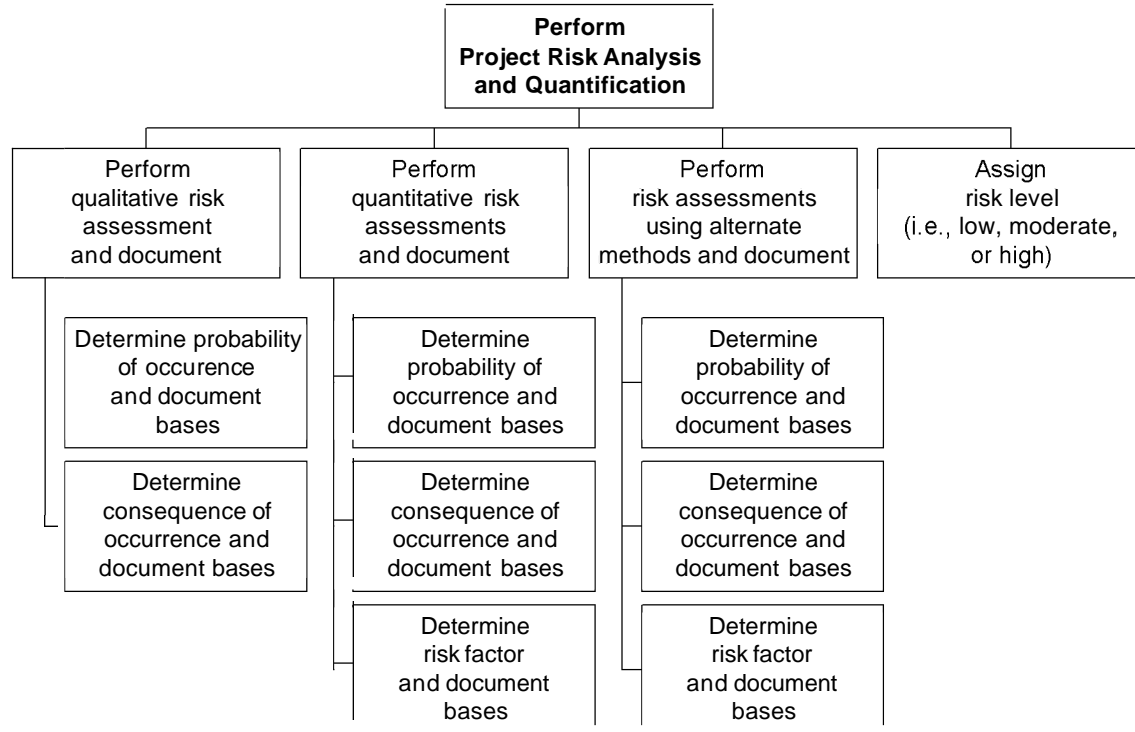 Perform
Project Risk Analysis
and Quantification
Perform
qualitative risk
assessment
and document
Perform
quantitative risk
assessments
and document
Perform
risk assessments
using alternate
methods and document
Assign
risk level
(i.e., low, moderate,
or high)
Determine probability
of occurence
and document
bases
Determine
consequence of
occurrence and
document bases
Determine
probability of
occurrence and
document bases
Determine
consequence of
occurrence and
document bases
Determine
risk factor
and document
bases
Determine
probability of
occurrence and
document bases
Determine
consequence of
occurrence and
document bases
Determine
risk factor
and document
bases